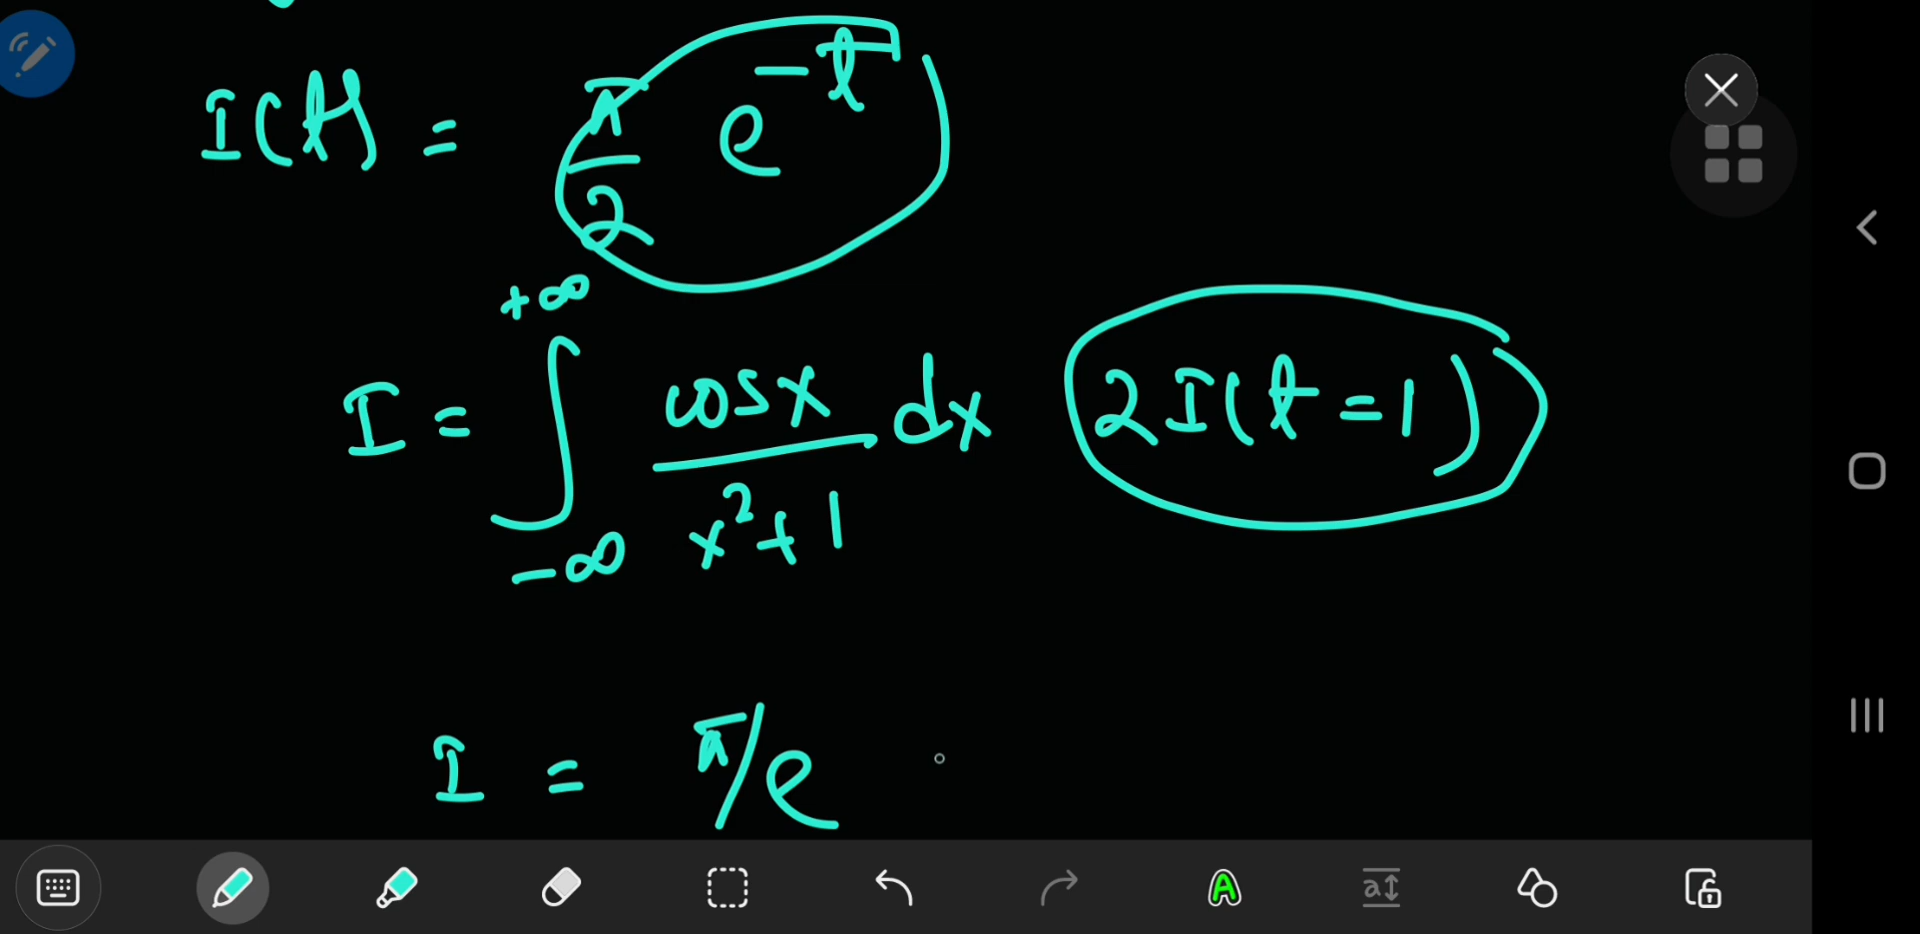 I(t) = π/2 e^-t
I = ∫_{-∞}^{+∞} cosx/(x²+1) dx 2I(t=1)
I = π/e
A
a